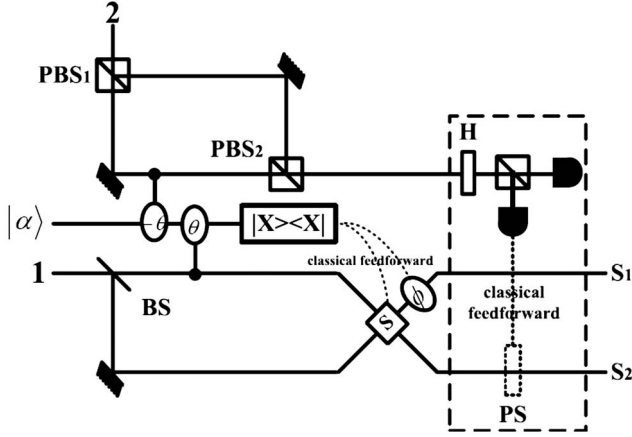 2
PBS1
PBS2
H
|α⟩
−θ
θ
|X><X|
classical feedforward
1
BS
S
ϕ
S1
classical
feedforward
S2
PS